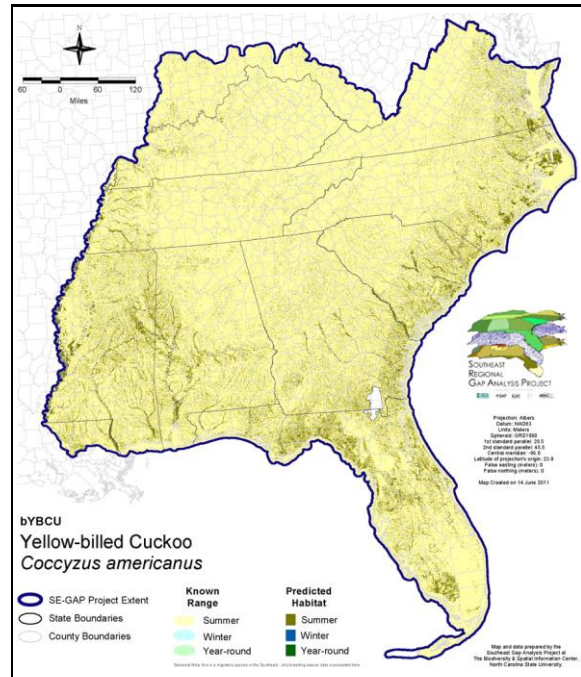 N
60 0 60 120
Miles
SOUTHEAST
REGIONAL
GAP ANALYSIS PROJECT
Projection: Albers
Datum: NAD83
Units: Meters
Spheroid: GRS1980
1st standard parallel: 29.5
2nd standard parallel: 45.5
Central meridian: -96.0
Latitude of projection's origin: 23.0
False easting (meters): 0
False northing (meters): 0
Map Created on 14 June 2011
bYBCU
Yellow-billed Cuckoo
Coccyzus americanus
SE-GAP Project Extent
State Boundaries
County Boundaries
Known
Range
Summer
Winter
Year-round
Predicted
Habitat
Summer
Winter
Year-round
Map and data prepared by the
Southeast Gap Analysis Project at
The Biodiversity & Spatial Information Center,
North Carolina State University.